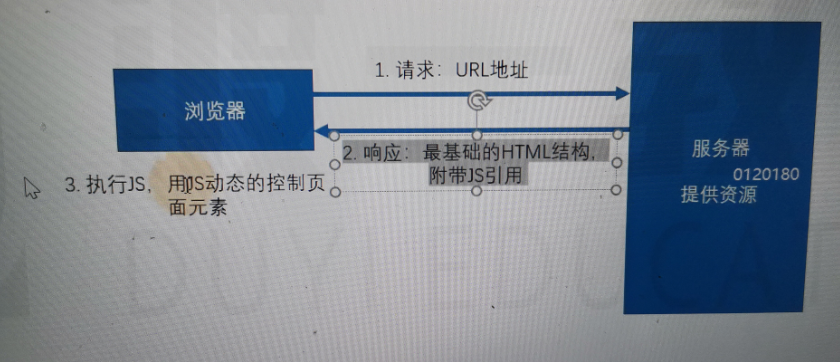 1. 请求：URL地址
浏览器
2. 响应：最基础的HTML结构，
附带JS引用
服务器
0120180
提供资源
3. 执行JS，用JS动态的控制页
面元素
DUYIEDUCA